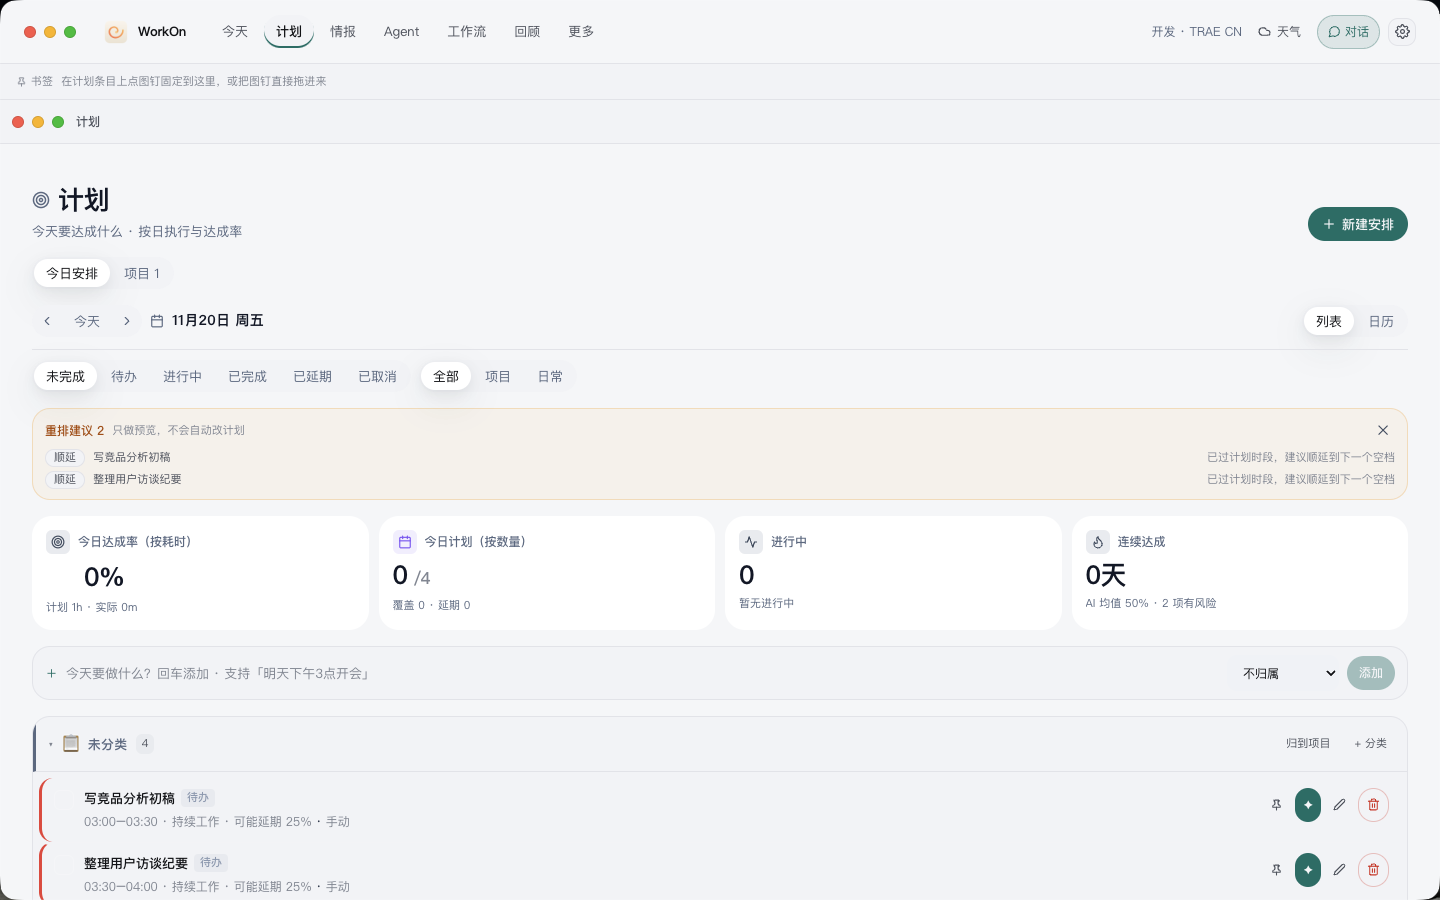 WorkOn 今天 计划 情报 Agent 工作流 回顾 更多 开发 · TRAE CN 天气 对话
书签 在计划条目上点图钉固定到这里，或把图钉直接拖进来
计划
计划
今天要达成什么 · 按日执行与达成率
+ 新建安排
今日安排 项目 1
今天 11月20日 周五 列表 日历
未完成 待办 进行中 已完成 已延期 已取消 全部 项目 日常
重排建议 2 只做预览，不会自动改计划
顺延 写竞品分析初稿 已过计划时段，建议顺延到下一个空档
顺延 整理用户访谈纪要 已过计划时段，建议顺延到下一个空档
今日达成率（按耗时）
0%
计划 1h · 实际 0m
今日计划（按数量）
0 /4
覆盖 0 · 延期 0
进行中
0
暂无进行中
连续达成
0天
AI 均值 50% · 2 项有风险
+ 今天要做什么？回车添加 · 支持「明天下午3点开会」 不归属 添加
未分类 4 归到项目 + 分类
写竞品分析初稿 待办
03:00–03:30 · 持续工作 · 可能延期 25% · 手动
整理用户访谈纪要 待办
03:30–04:00 · 持续工作 · 可能延期 25% · 手动